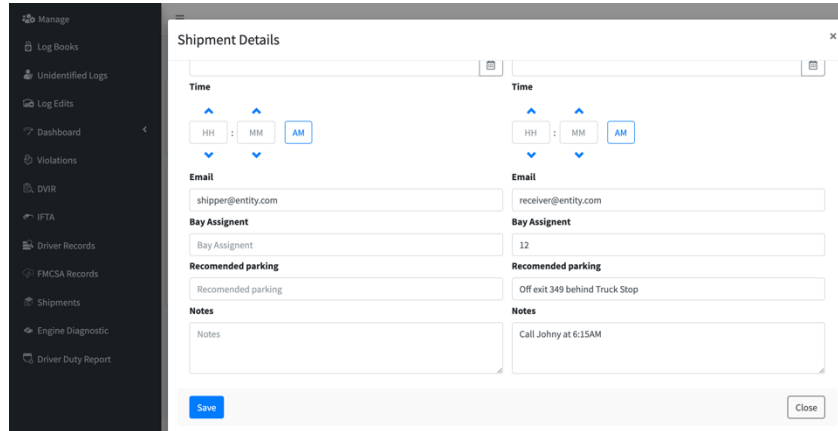 Manage
Log Books
Unidentified Logs
Log Edits
Dashboard
Violations
DVIR
IFTA
Driver Records
FMCSA Records
Shipments
Engine Diagnostic
Driver Duty Report
Shipment Details
×
Time
HH : MM AM
Email
shipper@entity.com
Bay Assignent
Bay Assignent
Recomended parking
Recomended parking
Notes
Notes
Time
HH : MM AM
Email
receiver@entity.com
Bay Assignent
12
Recomended parking
Off exit 349 behind Truck Stop
Notes
Call Johny at 6:15AM
Save
Close